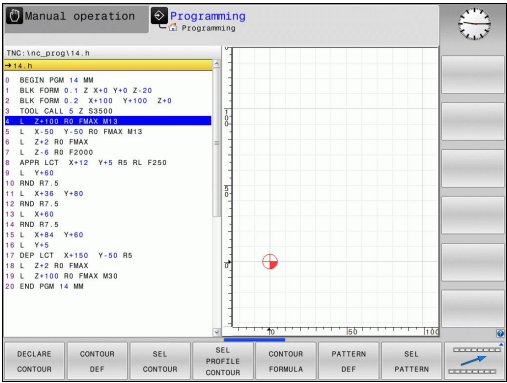 Manual operation
Programming
Programming
TNC:\nc_prog\14.h
→14.h
0 BEGIN PGM 14 MM
1 BLK FORM 0.1 Z X+0 Y+0 Z-20
2 BLK FORM 0.2 X+100 Y+100 Z+0
3 TOOL CALL 5 Z S3500
4 L Z+100 R0 FMAX M13
5 L X-50 Y-50 R0 FMAX M13
6 L Z+2 R0 FMAX
7 L Z-6 R0 F2000
8 APPR LCT X+12 Y+5 R5 RL F250
9 L Y+60
10 RND R7.5
11 L X+36 Y+80
12 RND R7.5
13 L X+60
14 RND R7.5
15 L X+84 Y+60
16 L Y+5
17 DEP LCT X+150 Y-50 R5
18 L Z+2 R0 FMAX
19 L Z+100 R0 FMAX M30
20 END PGM 14 MM
100
50
0
0 50 100
DECLARE CONTOUR
CONTOUR DEF
SEL CONTOUR
SEL PROFILE CONTOUR
CONTOUR FORMULA
PATTERN DEF
SEL PATTERN